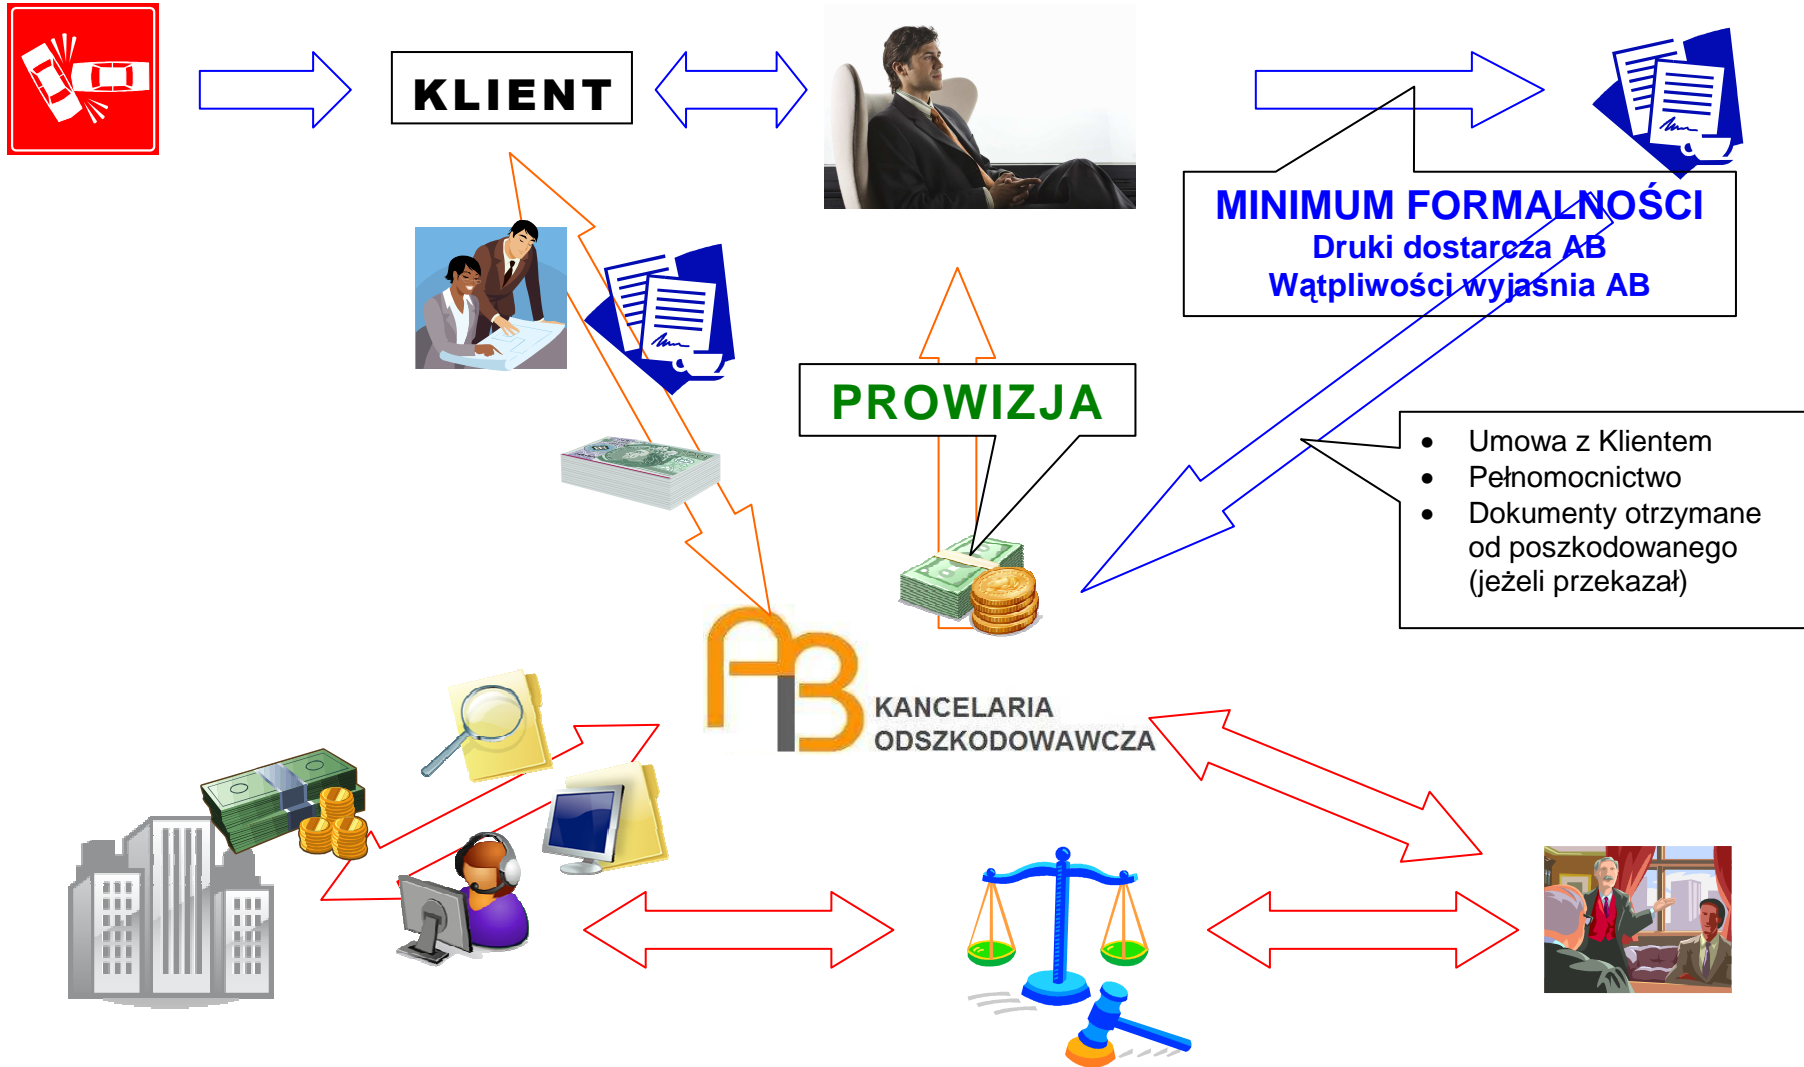 KLIENT
MINIMUM FORMALNOŚCI
Druki dostarcza AB
Wątpliwości wyjaśnia AB
PROWIZJA
• Umowa z Klientem
• Pełnomocnictwo
• Dokumenty otrzymane
od poszkodowanego
(jeżeli przekazał)
AB
KANCELARIA
ODSZKODOWAWCZA